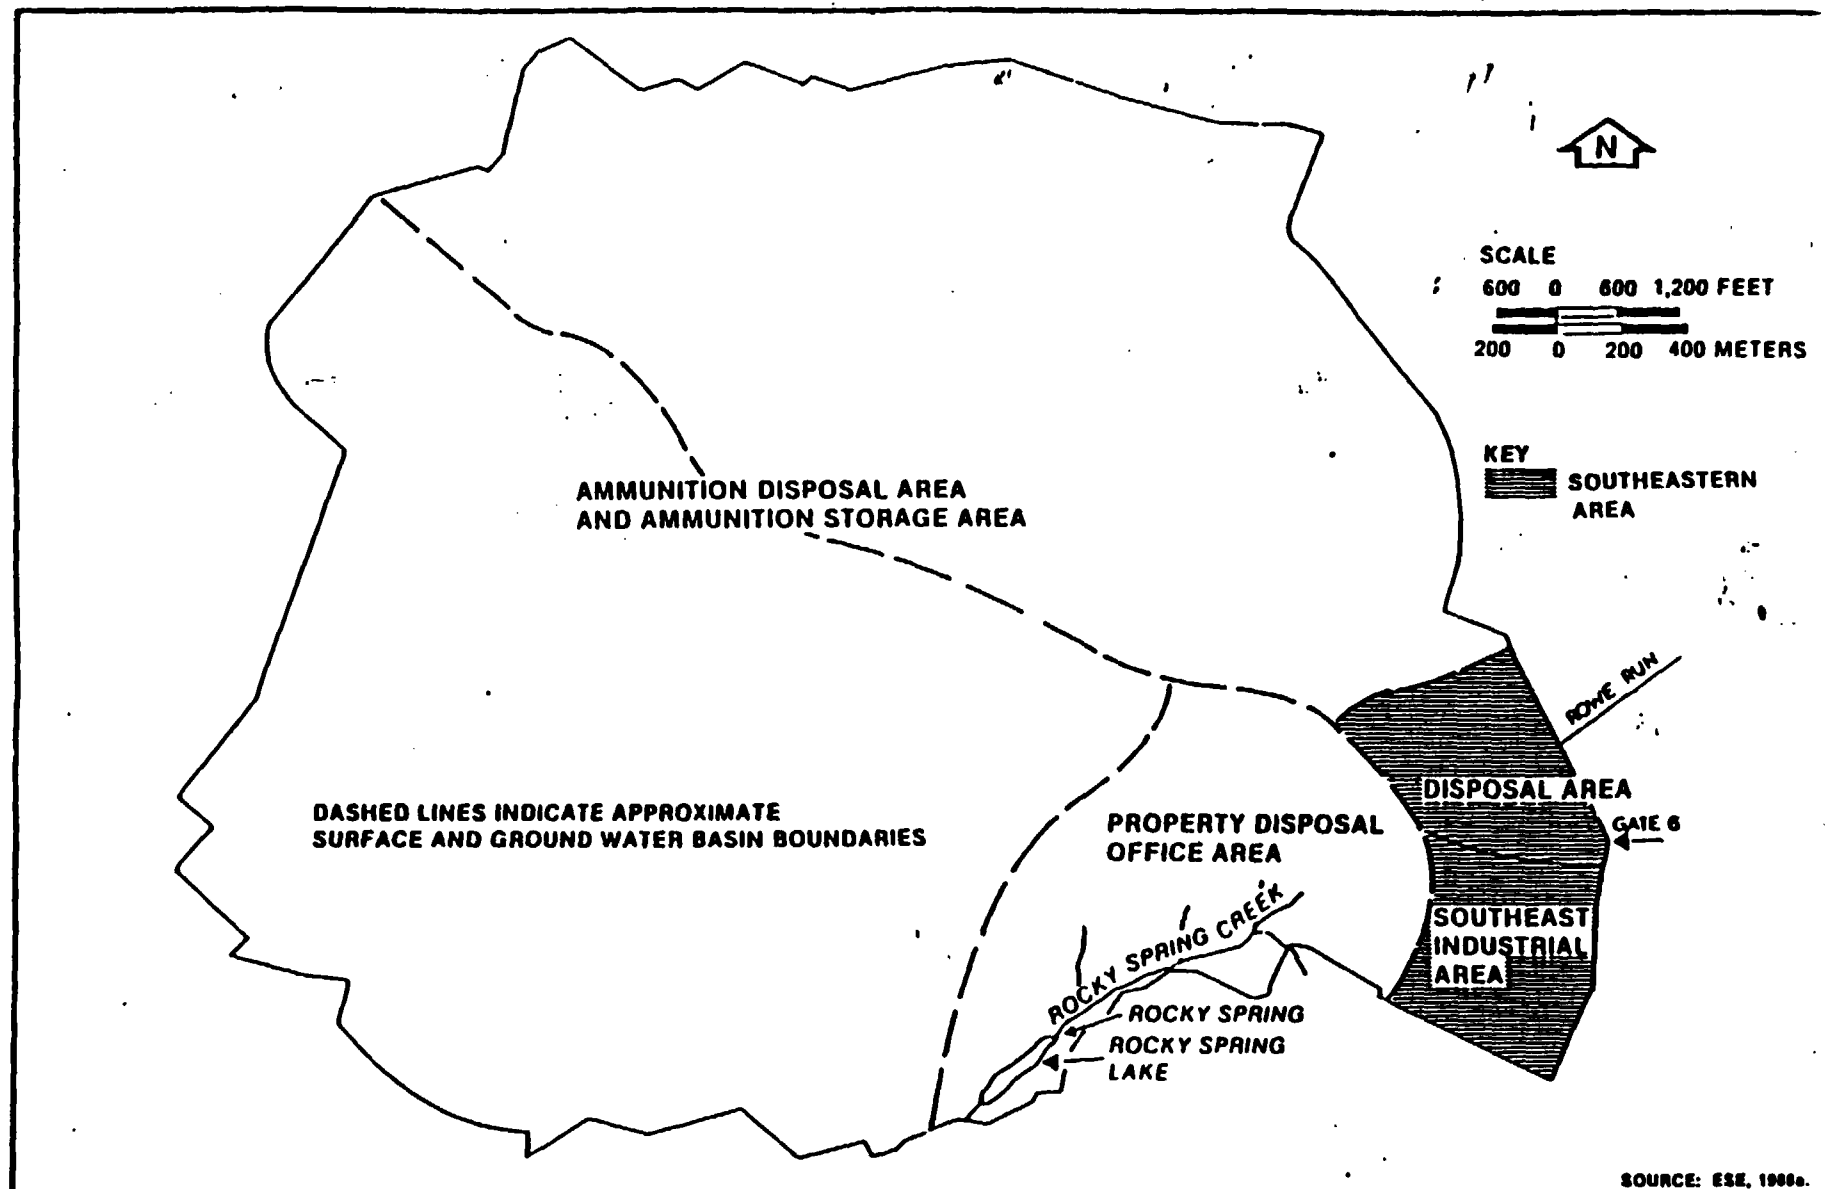 N
SCALE
600 0 600 1,200 FEET
200 0 200 400 METERS
KEY
SOUTHEASTERN
AREA
AMMUNITION DISPOSAL AREA
AND AMMUNITION STORAGE AREA
ROWE RUN
DISPOSAL AREA
GATE 6
DASHED LINES INDICATE APPROXIMATE
SURFACE AND GROUND WATER BASIN BOUNDARIES
PROPERTY DISPOSAL
OFFICE AREA
SOUTHEAST
INDUSTRIAL
AREA
ROCKY SPRING CREEK
ROCKY SPRING
ROCKY SPRING
LAKE
SOURCE: ESE,